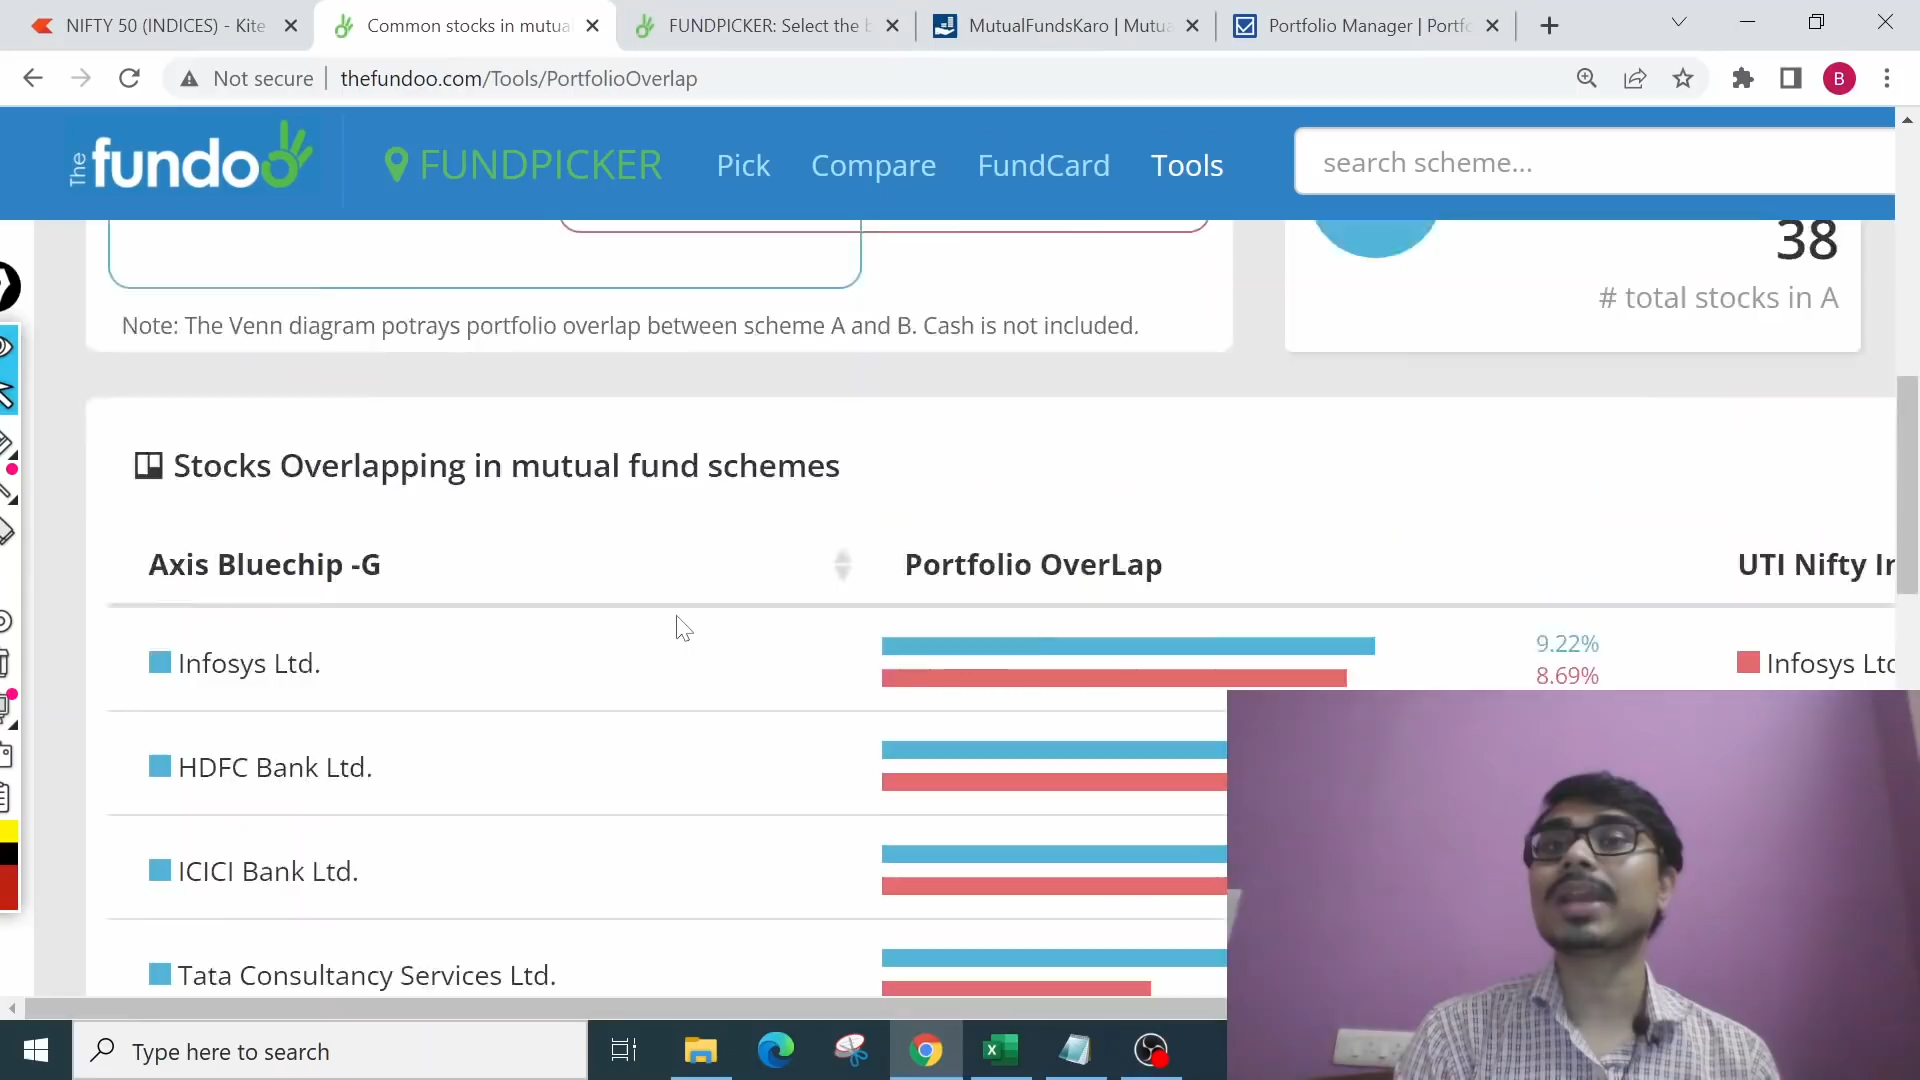 NIFTY 50 (INDICES) - Kite
Common stocks in mutua
FUNDPICKER: Select the b
MutualFundsKaro | Mutua
Portfolio Manager | Portfo
Not secure
thefundoo.com/Tools/PortfolioOverlap
B
The fundoo
FUNDPICKER
Pick
Compare
FundCard
Tools
search scheme...
38
# total stocks in A
Note: The Venn diagram potrays portfolio overlap between scheme A and B. Cash is not included.
Stocks Overlapping in mutual fund schemes
Axis Bluechip -G
Portfolio OverLap
UTI Nifty In
Infosys Ltd.
9.22%
8.69%
Infosys Ltd
HDFC Bank Ltd.
ICICI Bank Ltd.
Tata Consultancy Services Ltd.
Type here to search